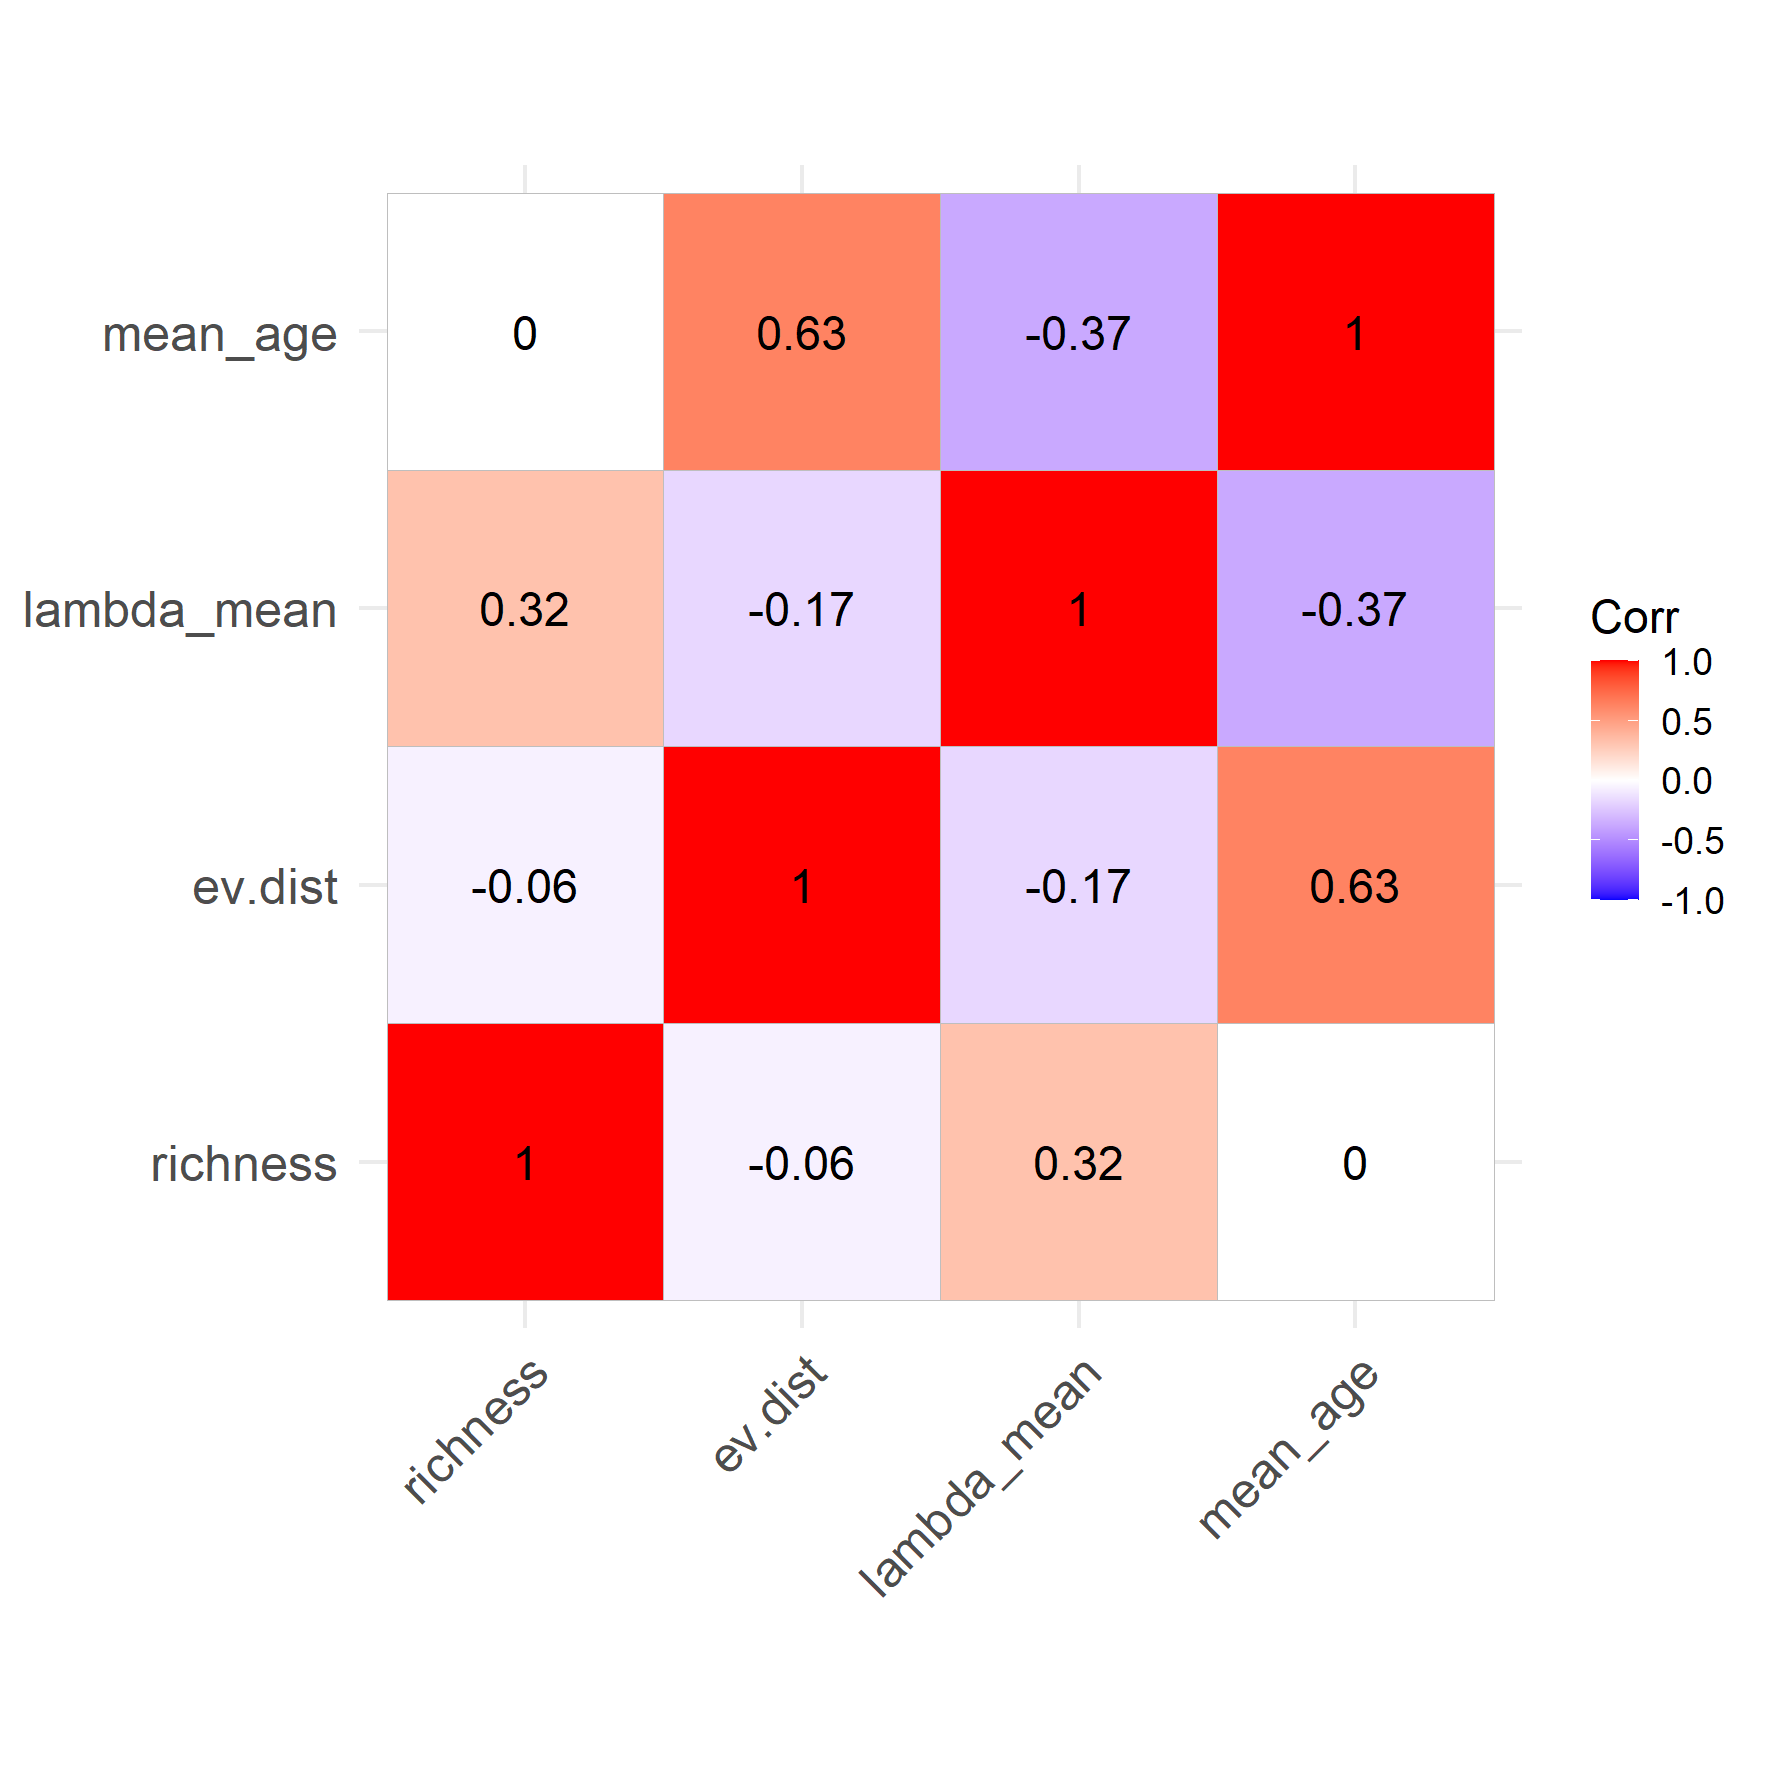 mean_age 0 0.63 -0.37 1
lambda_mean 0.32 -0.17 1 -0.37
ev.dist -0.06 1 -0.17 0.63
richness 1 -0.06 0.32 0
richness ev.dist lambda_mean mean_age
Corr
1.0
0.5
0.0
-0.5
-1.0